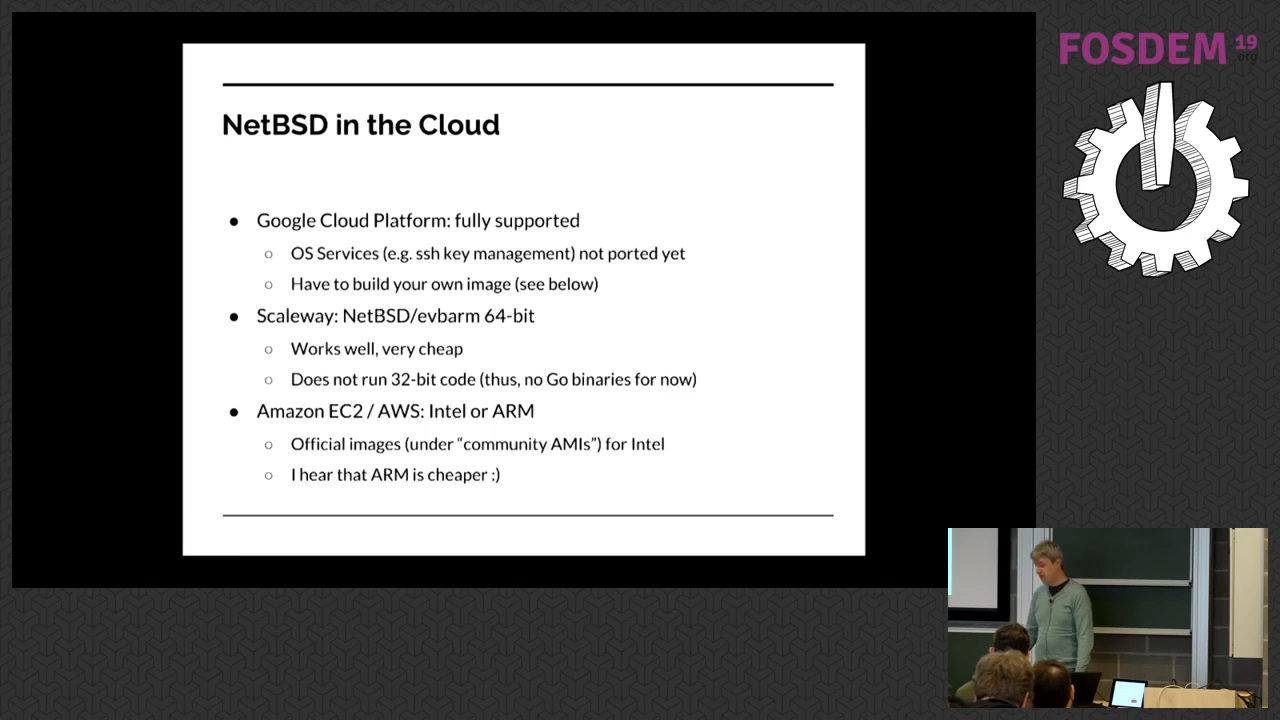 NetBSD in the Cloud
● Google Cloud Platform: fully supported
○ OS Services (e.g. ssh key management) not ported yet
○ Have to build your own image (see below)
● Scaleway: NetBSD/evbarm 64-bit
○ Works well, very cheap
○ Does not run 32-bit code (thus, no Go binaries for now)
● Amazon EC2 / AWS: Intel or ARM
○ Official images (under “community AMIs”) for Intel
○ I hear that ARM is cheaper :)
FOSDEM 19
.org